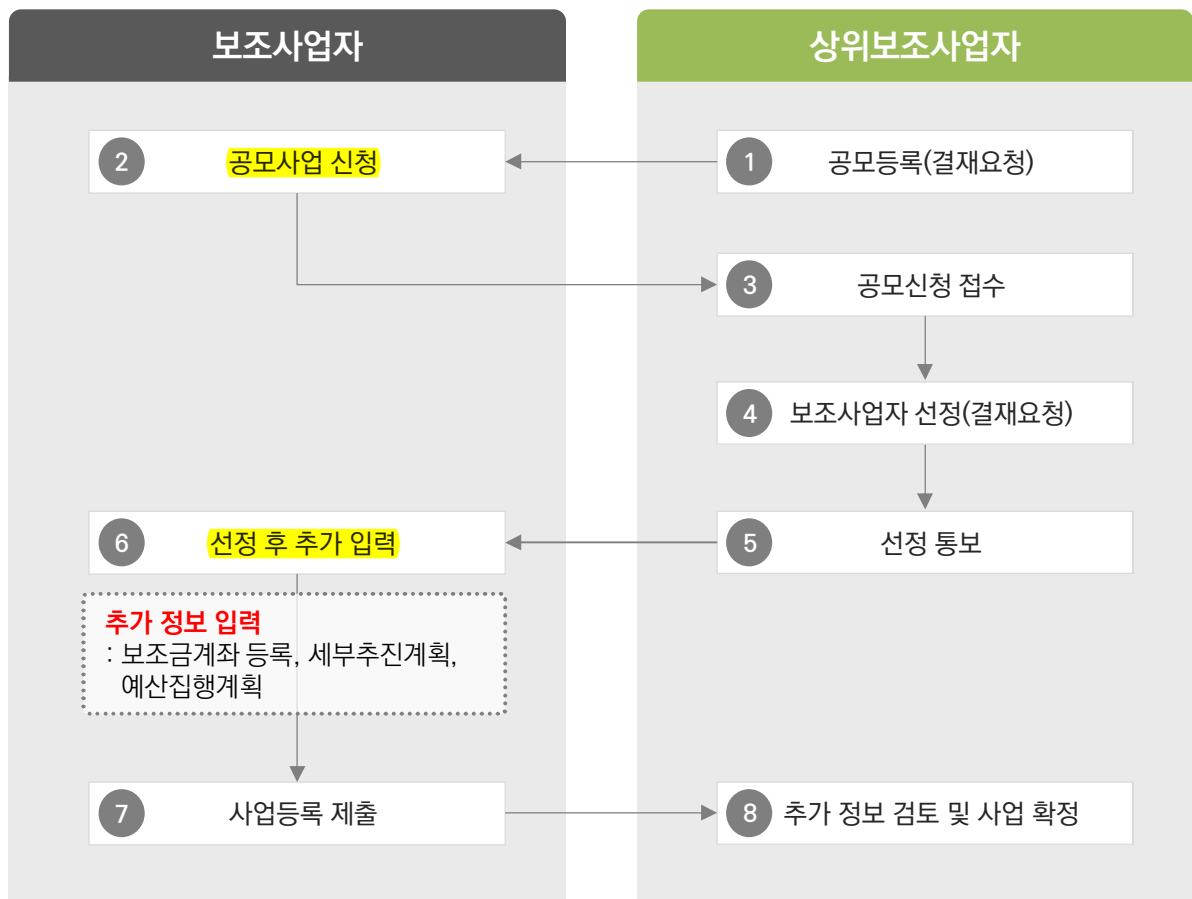 보조사업자
상위보조사업자
2 공모사업 신청
1 공모등록(결재요청)
3 공모신청 접수
4 보조사업자 선정(결재요청)
6 선정 후 추가 입력
5 선정 통보
추가 정보 입력
: 보조금계좌 등록, 세부추진계획,
예산집행계획
7 사업등록 제출
8 추가 정보 검토 및 사업 확정